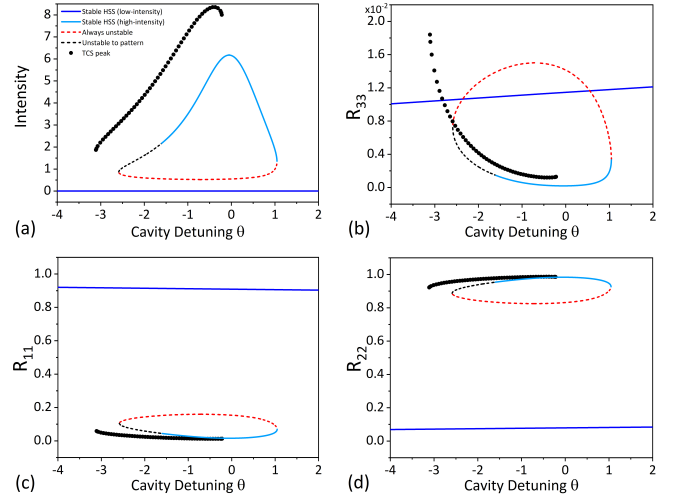 Stable HSS (low-intensity)
Stable HSS (high-intensity)
Always unstable
Unstable to pattern
TCS peak
Intensity
8
7
6
5
4
3
2
1
0
-4 -3 -2 -1 0 1 2
Cavity Detuning θ
(a)
x10⁻²
R₃₃
2.0
1.6
1.2
0.8
0.4
0.0
-4 -3 -2 -1 0 1 2
Cavity Detuning θ
(b)
R₁₁
1.0
0.8
0.6
0.4
0.2
0.0
-4 -3 -2 -1 0 1 2
Cavity Detuning θ
(c)
R₂₂
1.0
0.8
0.6
0.4
0.2
0.0
-4 -3 -2 -1 0 1 2
Cavity Detuning θ
(d)